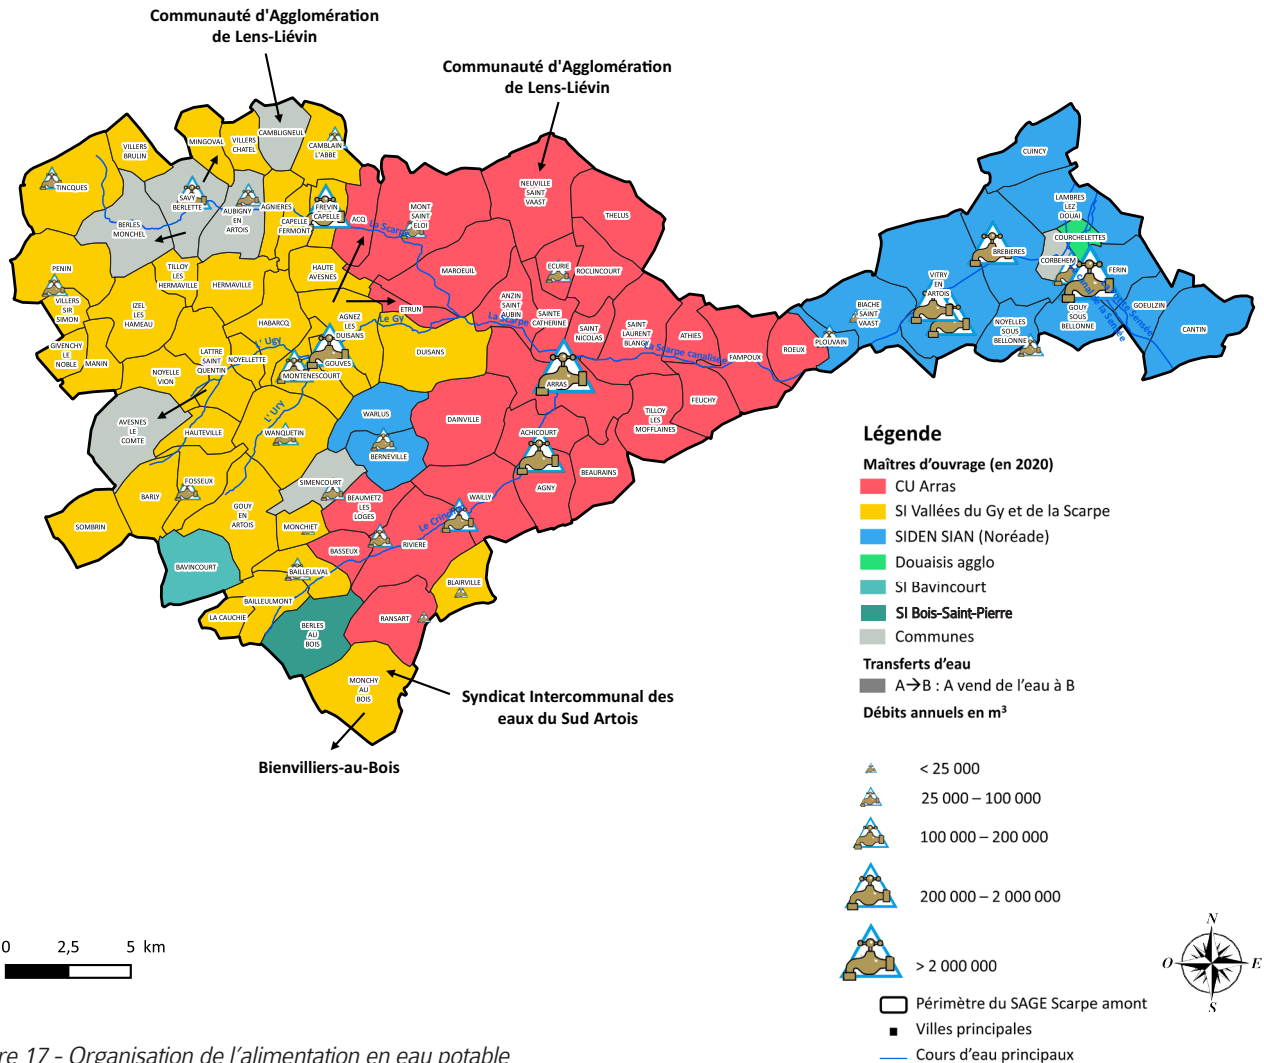 Communauté d'Agglomération
de Lens-Liévin
Communauté d'Agglomération
de Lens-Liévin
MINGOVAL
VILLERS
CHATEL
CAMBLIGNEUL
CAMBLAIN
L'ABBE
VILLERS
BRULIN
TINCQUES
SAVY
BERLETTE
AUBIGNY
EN
ARTOIS
AGNIERES
CAPELLE
FERMONT
FREVIN
CAPELLE
ACQ
La Scarpe
MONT
SAINT
ELOI
NEUVILLE
SAINT
VAAST
THELUS
BERLES
MONCHEL
PENIN
VILLERS
SIR
SIMON
TILLOY
LES
HERMAVILLE
HERMAVILLE
HAUTE
AVESNES
MAROEUIL
ECURIE
ROCLINCOURT
IZEL
LES
HAMEAU
HABARCQ
AGNEZ
LES
DUISANS
Le Gy
ETRUN
ANZIN
SAINT
AUBIN
La Scarpe
SAINTE
CATHERINE
SAINT
NICOLAS
SAINT
LAURENT
BLANGY
ATHIES
La Scarpe canalisée
FAMPOUX
ROEUX
GIVENCHY
LE
NOBLE
MANIN
NOYELLE
VION
LATTRE
SAINT
QUENTIN
NOYELLETTE
L' Ugy
GOUVES
MONTENESCOURT
DUISANS
ARRAS
FEUCHY
TILLOY
LES
MOFFLAINES
AVESNES
LE
COMTE
HAUTEVILLE
L' Ury
WANQUETIN
WARLUS
BERNEVILLE
DAINVILLE
ACHICOURT
BEAURAINS
AGNY
WAILLY
Le Crinchon
BARLY
FOSSEUX
GOUY
EN
ARTOIS
SIMENCOURT
BEAUMETZ
LES
LOGES
MONCHIET
BASSEUX
RIVIERE
SOMBRIN
BAVINCOURT
BAILLEULVAL
BAILLEULMONT
LA CAUCHIE
BERLES
AU
BOIS
RANSART
BLAIRVILLE
MONCHY
AU
BOIS
Syndicat Intercommunal des
eaux du Sud Artois
Bienvilliers-au-Bois
CUINCY
LAMBRES
LEZ
DOUAI
COURCHELETTES
CORBEHEM
BREBIERES
FERIN
VITRY
EN
ARTOIS
BIACHE
SAINT
VAAST
PLOUVAIN
NOYELLES
SOUS
BELLONNE
GOUY
SOUS
BELLONNE
GOEULZIN
CANTIN
Légende
Maîtres d'ouvrage (en 2020)
CU Arras
SI Vallées du Gy et de la Scarpe
SIDEN SIAN (Noréade)
Douaisis agglo
SI Bavincourt
SI Bois-Saint-Pierre
Communes
Transferts d'eau
A→B : A vend de l'eau à B
Débits annuels en m³
< 25 000
25 000 – 100 000
100 000 – 200 000
200 000 – 2 000 000
> 2 000 000
Périmètre du SAGE Scarpe amont
Villes principales
Cours d'eau principaux
N
O
E
S
0 2,5 5 km
re 17 - Organisation de l'alimentation en eau potable